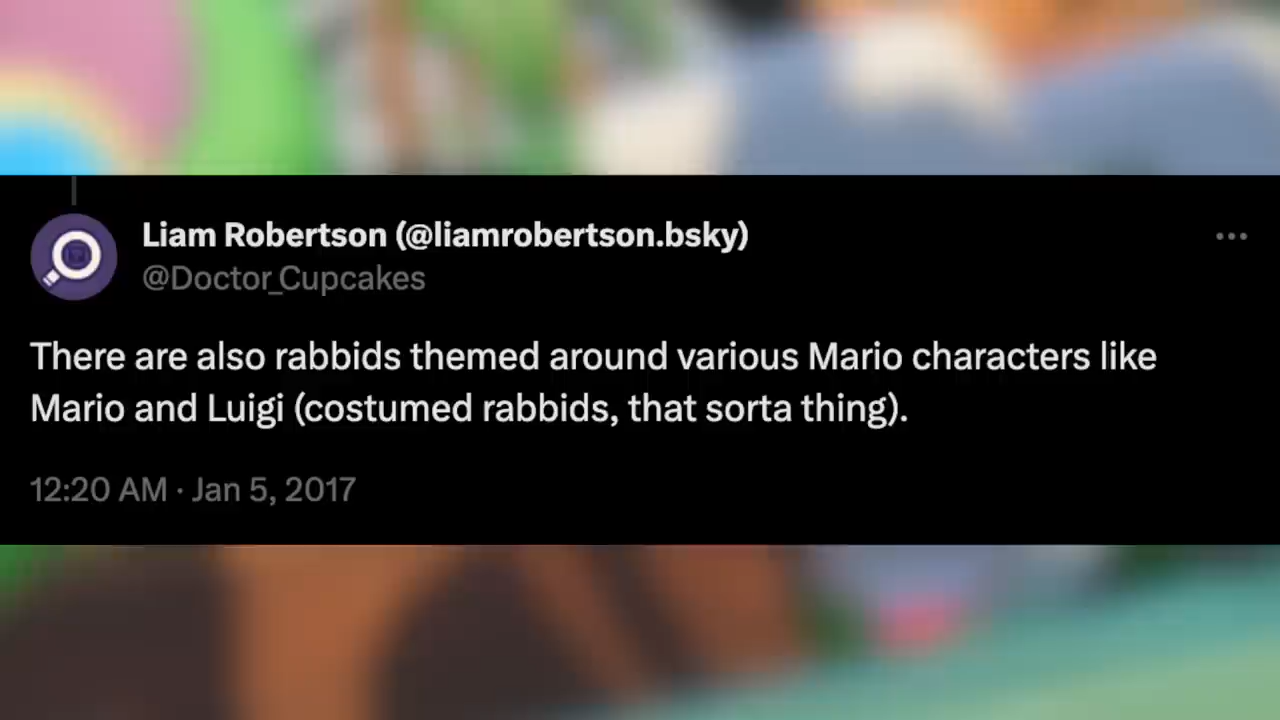 Liam Robertson (@liamrobertson.bsky)
@Doctor_Cupcakes
There are also rabbids themed around various Mario characters like
Mario and Luigi (costumed rabbids, that sorta thing).
12:20 AM · Jan 5, 2017